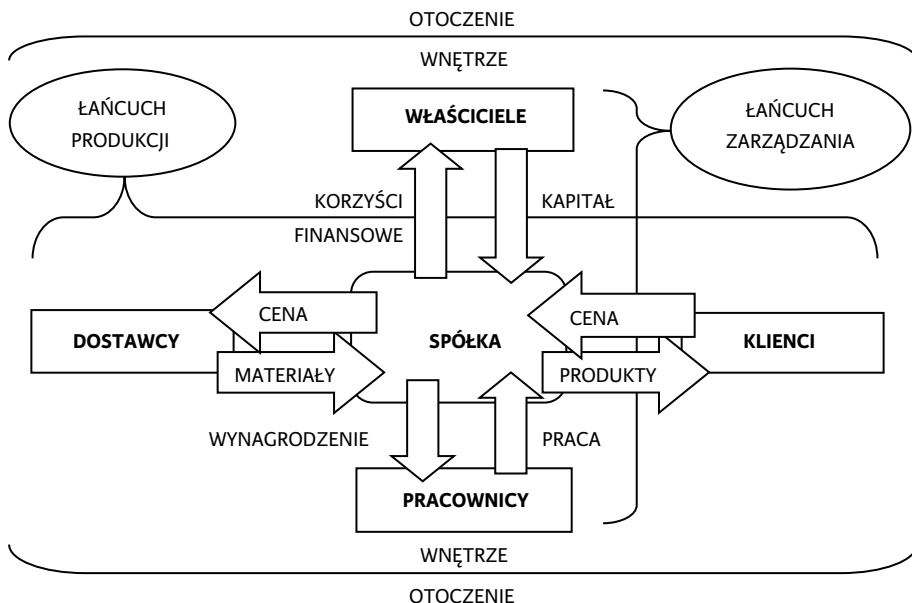 OTOCZENIE
WNĘTRZE
ŁAŃCUCH
PRODUKCJI
WŁAŚCICIELE
ŁAŃCUCH
ZARZĄDZANIA
KORZYŚCI
FINANSOWE
KAPITAŁ
DOSTAWCY
CENA
MATERIAŁY
SPÓŁKA
CENA
PRODUKTY
KLIENCI
WYNAGRODZENIE
PRACA
PRACOWNICY
WNĘTRZE
OTOCZENIE